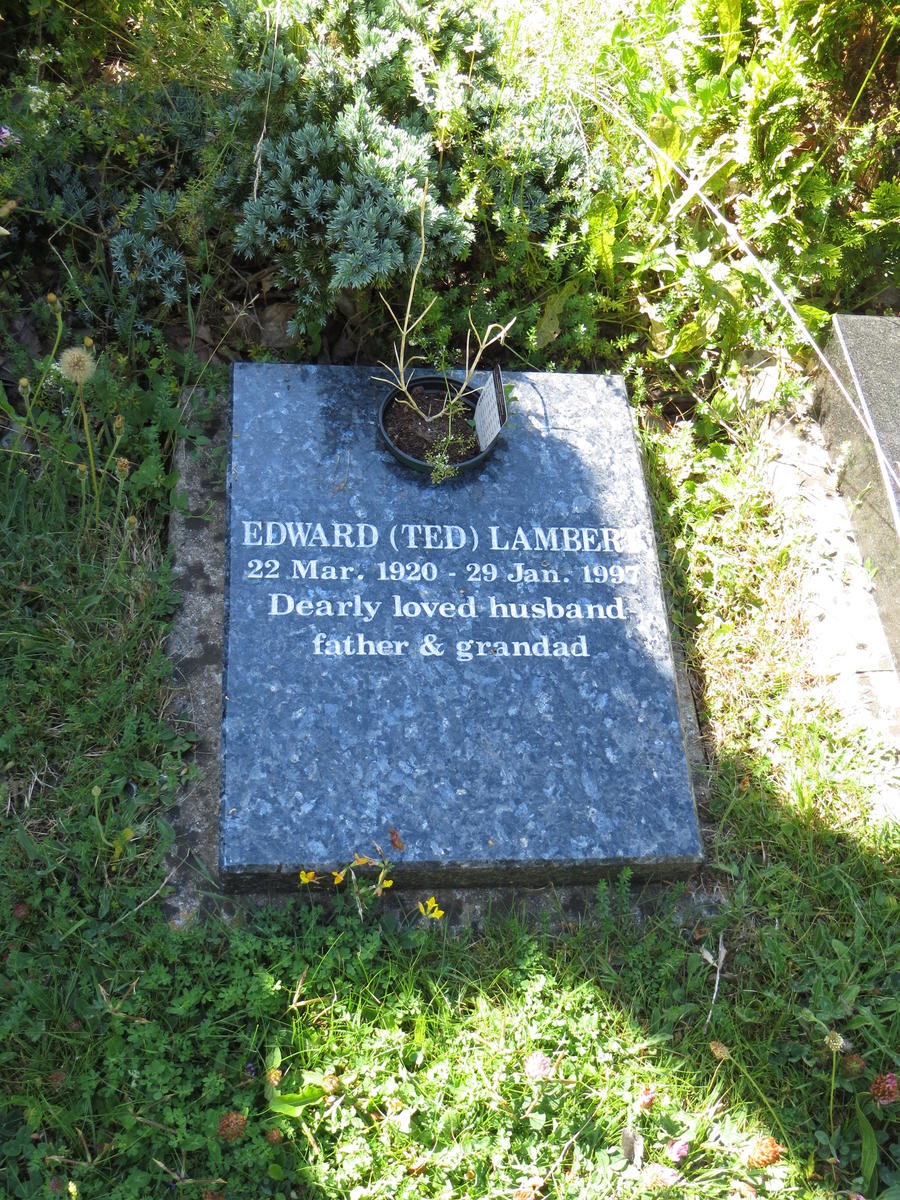 EDWARD (TED) LAMBERT
22 Mar. 1920 - 29 Jan. 1997
Dearly loved husband
father & grandad